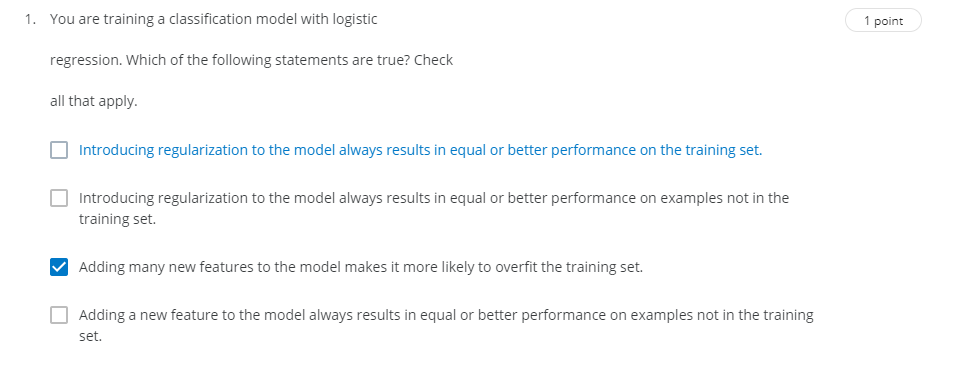 1. You are training a classification model with logistic
1 point
regression. Which of the following statements are true? Check
all that apply.
Introducing regularization to the model always results in equal or better performance on the training set.
Introducing regularization to the model always results in equal or better performance on examples not in the
training set.
Adding many new features to the model makes it more likely to overfit the training set.
Adding a new feature to the model always results in equal or better performance on examples not in the training
set.